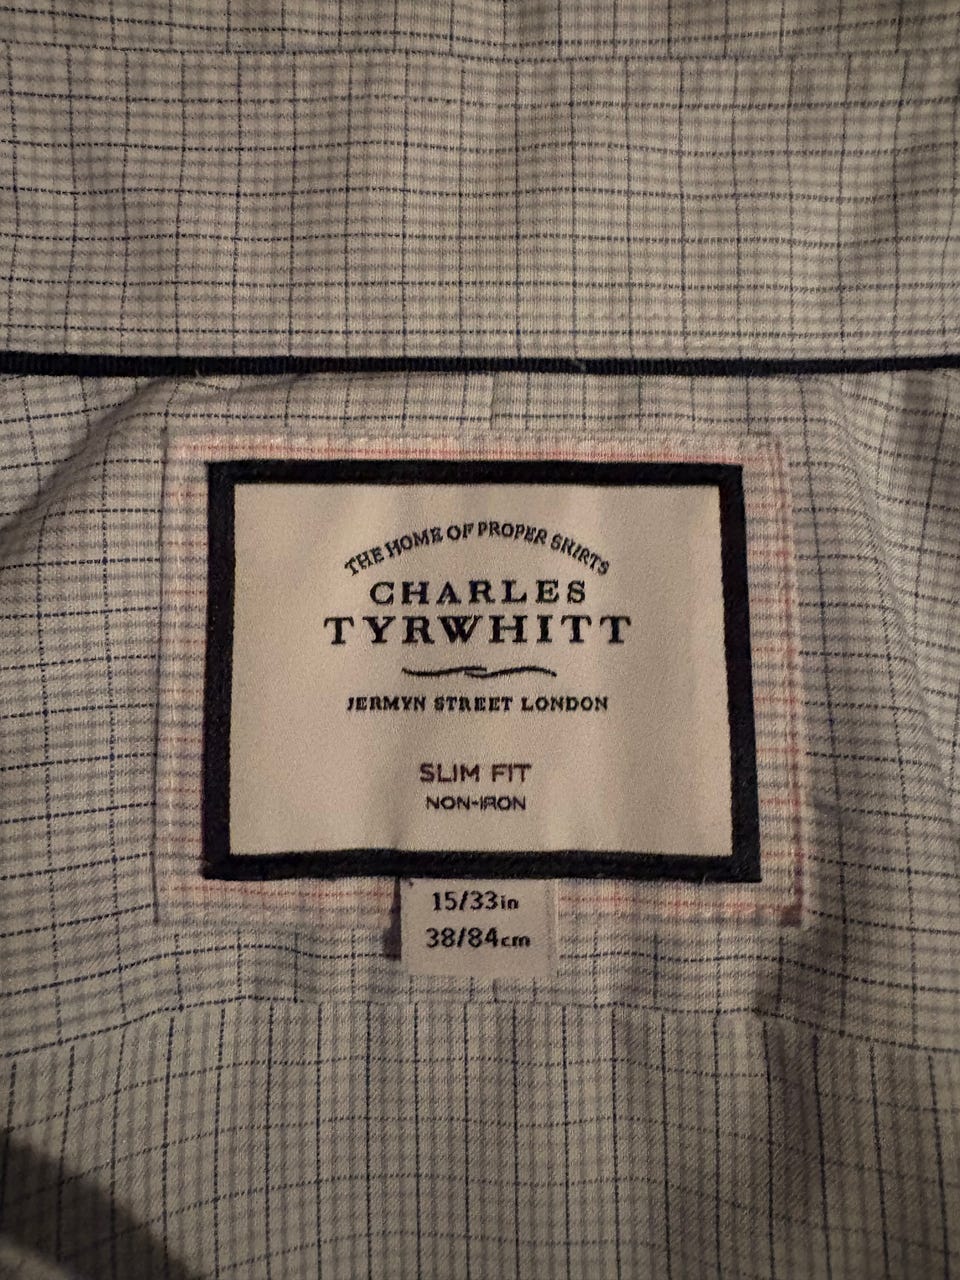 THE HOME OF PROPER SHIRTS
CHARLES
TYRWHITT
JERMYN STREET LONDON
SLIM FIT
NON-IRON
15/33in
38/84cm